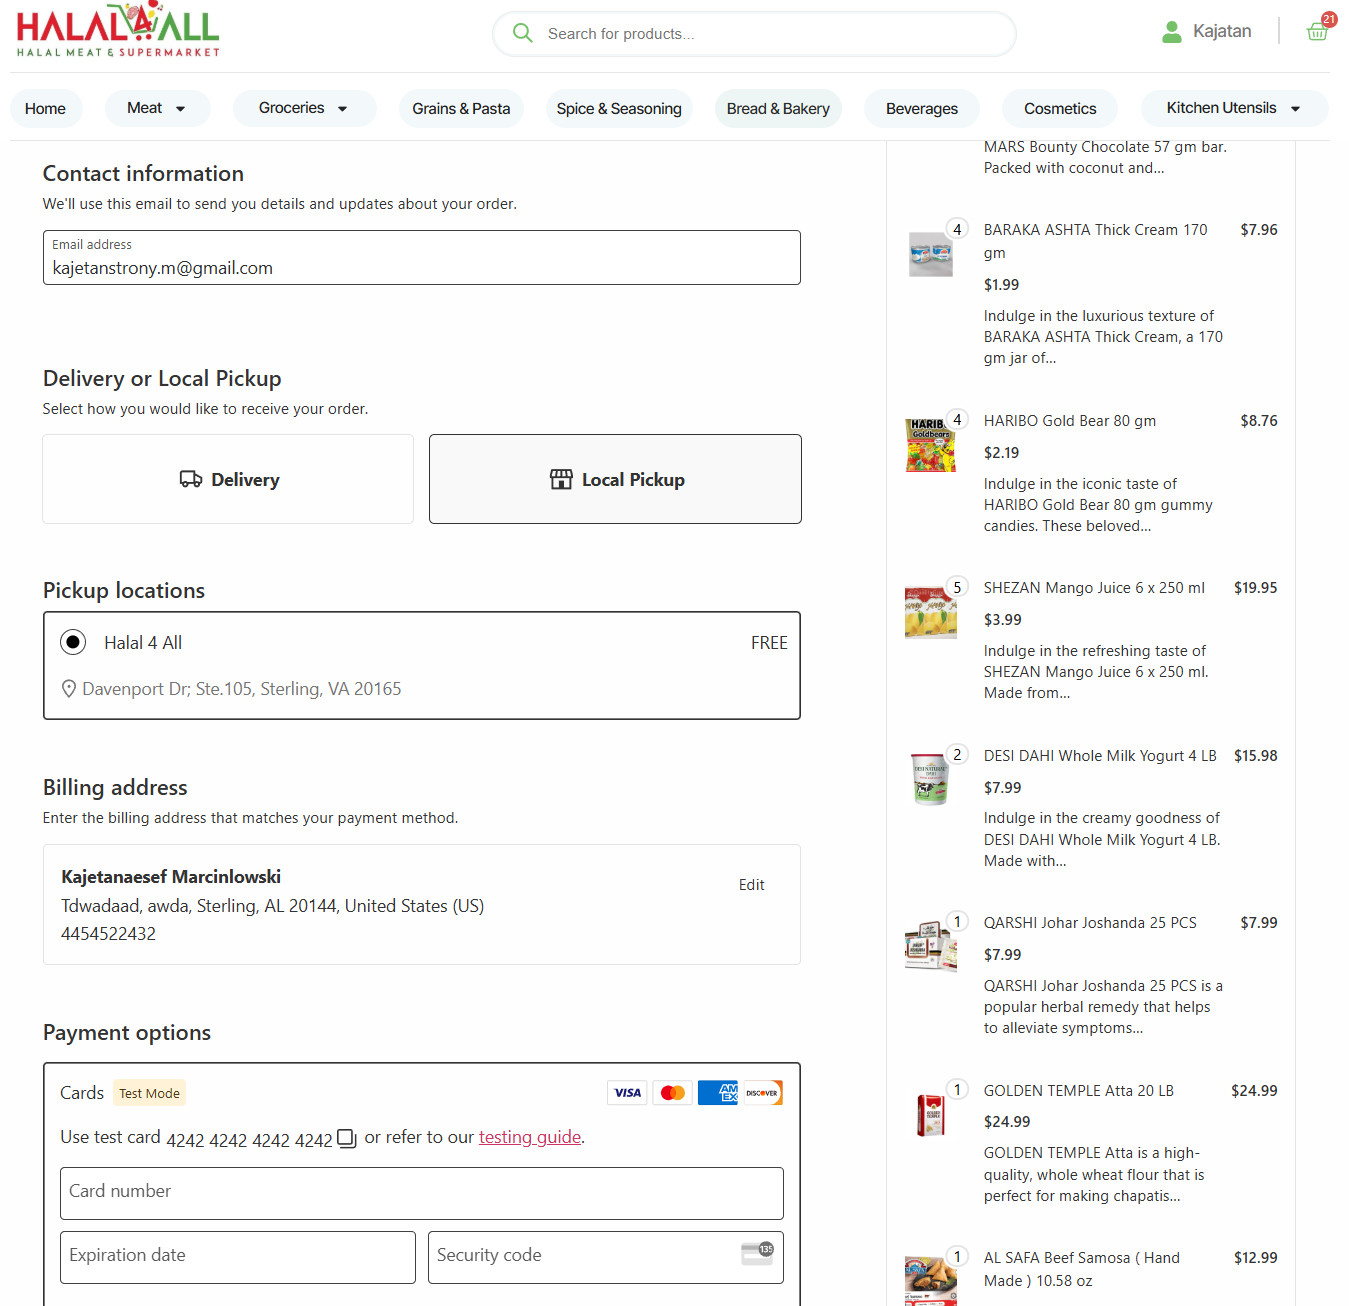 HALAL4ALL
HALAL MEAT & SUPERMARKET
Search for products...
Kajatan
21
Home
Meat
Groceries
Grains & Pasta
Spice & Seasoning
Bread & Bakery
Beverages
Cosmetics
Kitchen Utensils
Contact information
We'll use this email to send you details and updates about your order.
Email address
kajetanstrony.m@gmail.com
Delivery or Local Pickup
Select how you would like to receive your order.
Delivery
Local Pickup
Pickup locations
Halal 4 All
FREE
Davenport Dr; Ste.105, Sterling, VA 20165
Billing address
Enter the billing address that matches your payment method.
Kajetanaesef Marcinlowski
Edit
Tdwadaad, awda, Sterling, AL 20144, United States (US)
4454522432
Payment options
Cards
Test Mode
VISA
AM
EX
DISCOVER
Use test card 4242 4242 4242 4242 or refer to our testing guide.
Card number
Expiration date
Security code
135
MARS Bounty Chocolate 57 gm bar.
Packed with coconut and...
4
BARAKA ASHTA Thick Cream 170
gm
$7.96
$1.99
Indulge in the luxurious texture of
BARAKA ASHTA Thick Cream, a 170
gm jar of...
4
HARIBO
Goldbears
HARIBO Gold Bear 80 gm
$8.76
$2.19
Indulge in the iconic taste of
HARIBO Gold Bear 80 gm gummy
candies. These beloved...
5
SHEZAN Mango Juice 6 x 250 ml
$19.95
$3.99
Indulge in the refreshing taste of
SHEZAN Mango Juice 6 x 250 ml.
Made from...
2
DESI DAHI Whole Milk Yogurt 4 LB
$15.98
$7.99
Indulge in the creamy goodness of
DESI DAHI Whole Milk Yogurt 4 LB.
Made with...
1
QARSHI Johar Joshanda 25 PCS
$7.99
$7.99
QARSHI Johar Joshanda 25 PCS is a
popular herbal remedy that helps
to alleviate symptoms...
1
GOLDEN TEMPLE Atta 20 LB
$24.99
$24.99
GOLDEN TEMPLE Atta is a high-
quality, whole wheat flour that is
perfect for making chapatis...
1
AL SAFA Beef Samosa ( Hand
Made ) 10.58 oz
$12.99